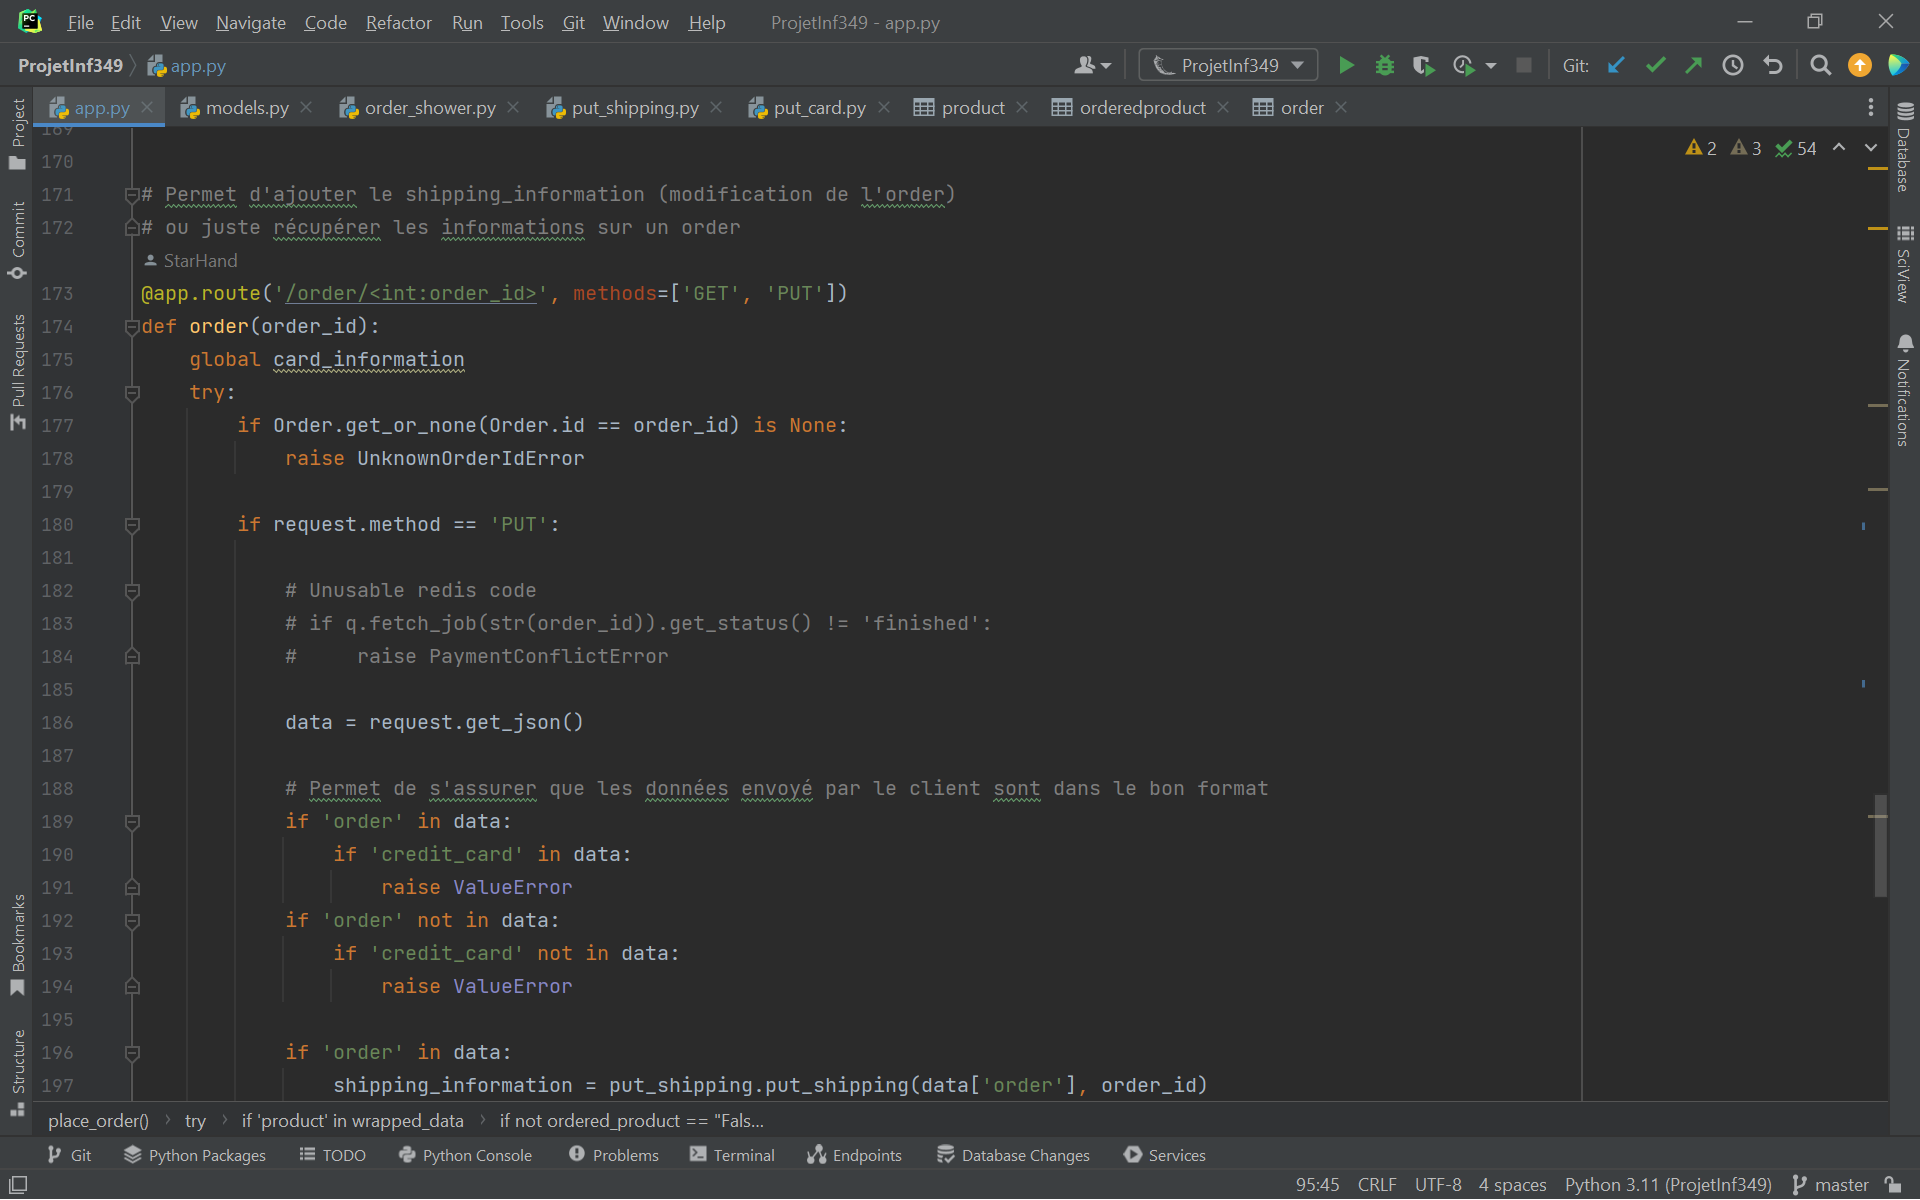 File Edit View Navigate Code Refactor Run Tools Git Window Help ProjetInf349 - app.py
ProjetInf349 app.py ProjetInf349 Git:
app.py models.py order_shower.py put_shipping.py put_card.py product orderedproduct order
2 3 54
169
170
171 # Permet d'ajouter le shipping_information (modification de l'order)
172 # ou juste récupérer les informations sur un order
StarHand
173 @app.route('/order/<int:order_id>', methods=['GET', 'PUT'])
174 def order(order_id):
175 global card_information
176 try:
177 if Order.get_or_none(Order.id == order_id) is None:
178 raise UnknownOrderIdError
179
180 if request.method == 'PUT':
181
182 # Unusable redis code
183 # if q.fetch_job(str(order_id)).get_status() != 'finished':
184 # raise PaymentConflictError
185
186 data = request.get_json()
187
188 # Permet de s'assurer que les données envoyé par le client sont dans le bon format
189 if 'order' in data:
190 if 'credit_card' in data:
191 raise ValueError
192 if 'order' not in data:
193 if 'credit_card' not in data:
194 raise ValueError
195
196 if 'order' in data:
197 shipping_information = put_shipping.put_shipping(data['order'], order_id)
Project
Commit
Pull Requests
Bookmarks
Structure
Database
SciView
Notifications
place_order() try if 'product' in wrapped_data if not ordered_product == "Fals...
Git Python Packages TODO Python Console Problems Terminal Endpoints Database Changes Services
95:45 CRLF UTF-8 4 spaces Python 3.11 (ProjetInf349) master